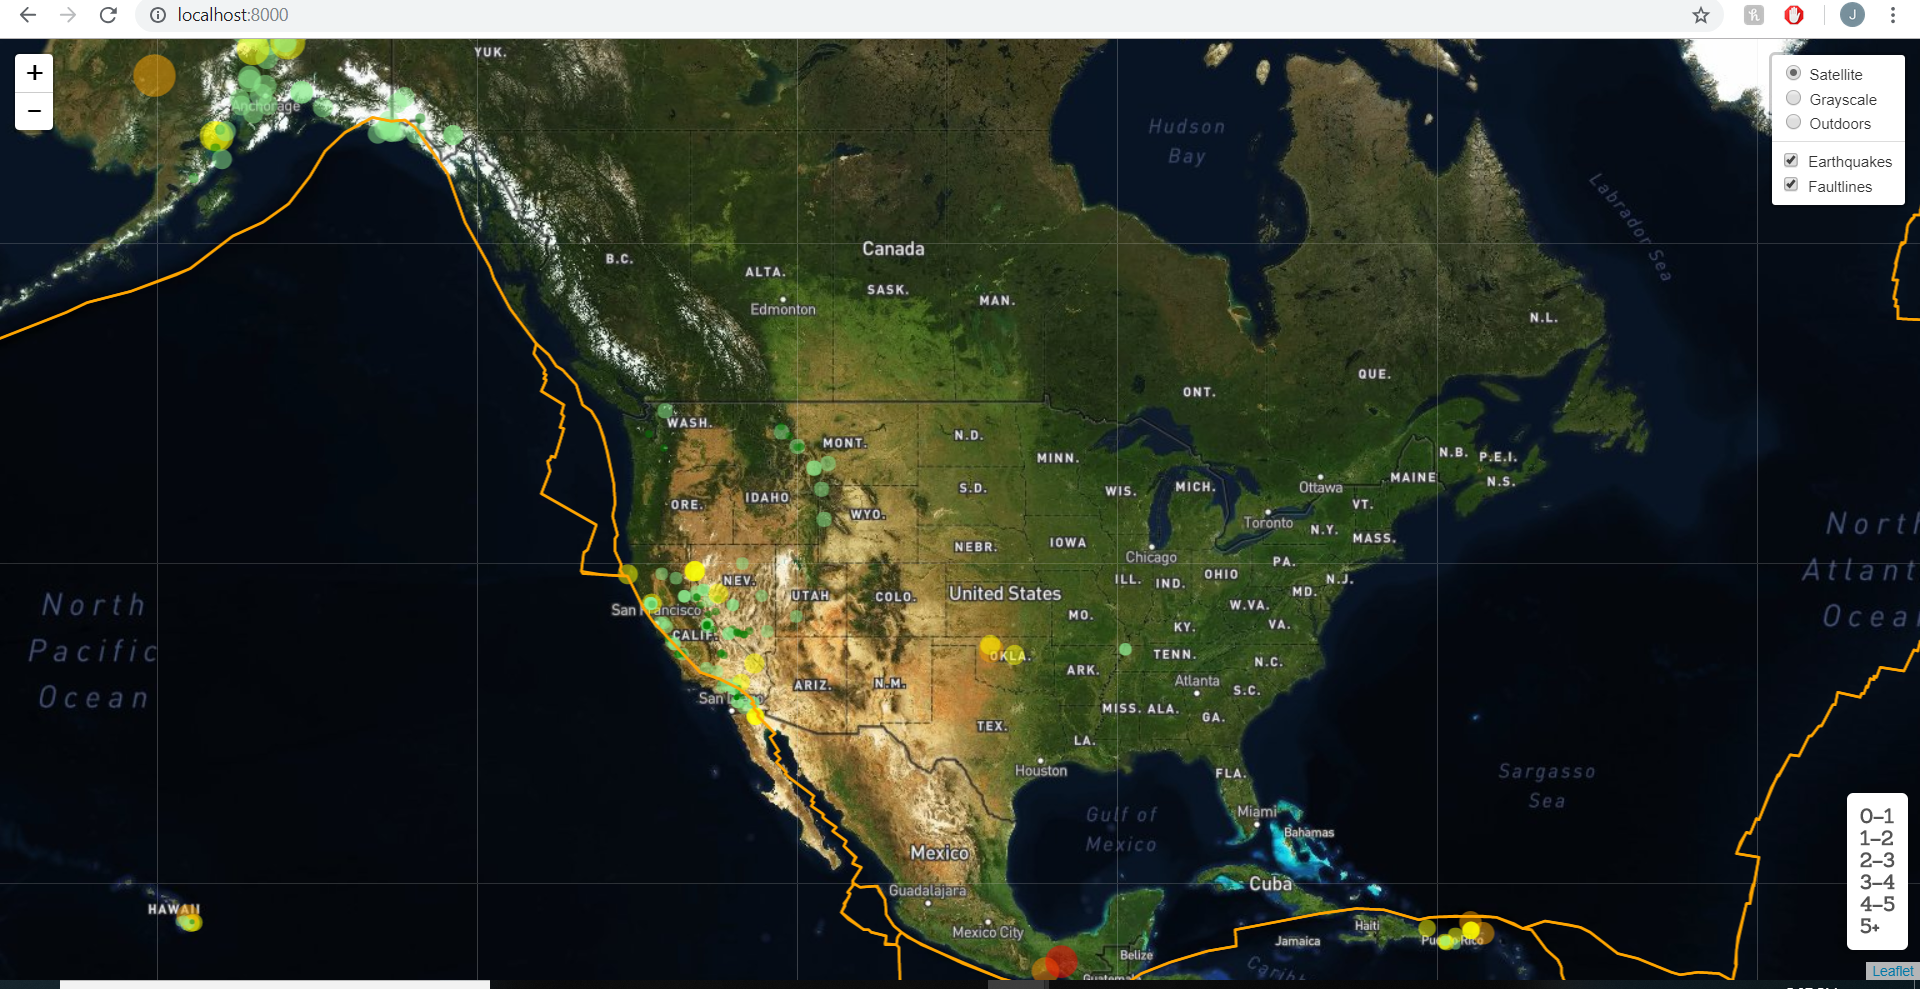 localhost:8000
J
+
−
Satellite
Grayscale
Outdoors
Earthquakes
Faultlines
YUK.
Anchorage
Hudson
Bay
Labrador Sea
Canada
B.C.
ALTA.
SASK.
MAN.
Edmonton
N.L.
QUE.
ONT.
WASH.
MONT.
N.D.
MINN.
N.B.
P.E.I.
MAINE
N.S.
Ottawa
IDAHO
S.D.
WIS.
MICH.
ORE.
WYO.
VT.
Toronto
N.Y.
MASS.
NEBR.
IOWA
Chicago
PA.
OHIO
N.J.
ILL.
IND.
MD.
NEV.
UTAH
COLO.
United States
San Francisco
MO.
W.VA.
VA.
KY.
CALIF.
OKLA.
TENN.
N.C.
ARK.
ARIZ.
N.M.
Atlanta
S.C.
San
MISS.
ALA.
GA.
TEX.
LA.
Houston
FLA.
Miami
Bahamas
Gulf of
Mexico
Sargasso
Sea
North
Pacific
Ocean
North
Atlant
Ocea
Mexico
Cuba
Guadalajara
HAWAII
Mexico City
Haiti
Jamaica
Puerto Rico
Belize
Guatemal
Caribb
0–1
1–2
2–3
3–4
4–5
5+
Leaflet